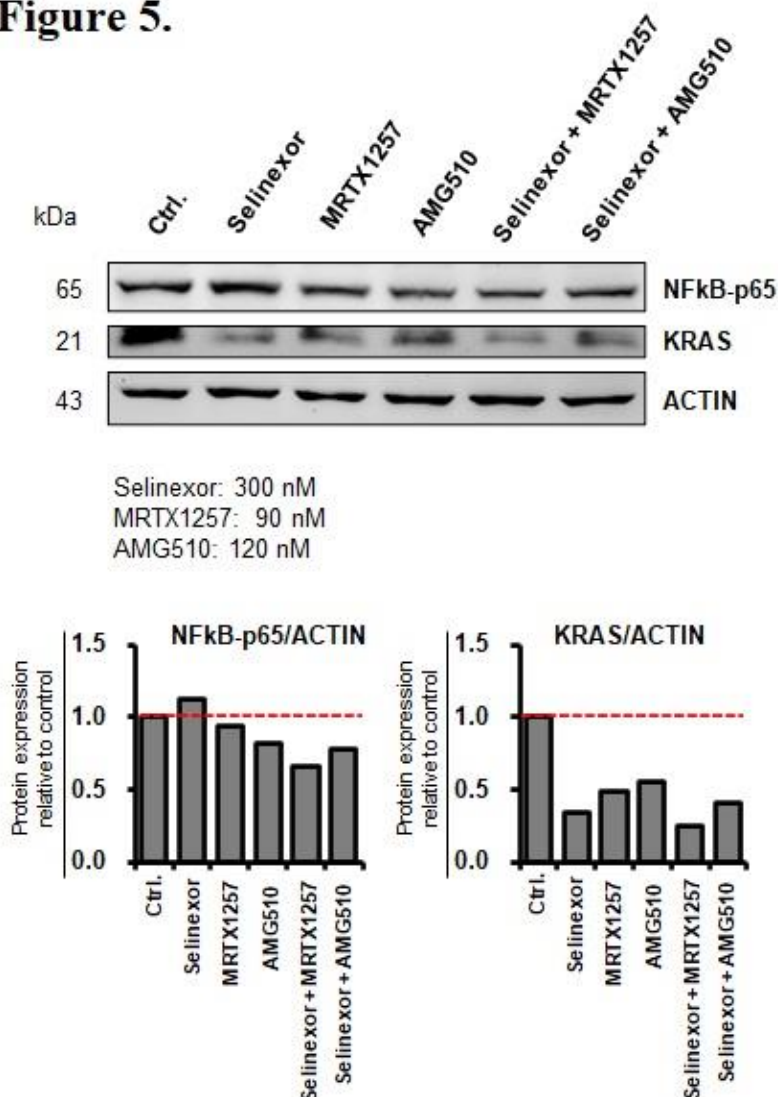 Figure 5.
kDa
Ctrl.
Selinexor
MRTX1257
AMG510
Selinexor + MRTX1257
Selinexor + AMG510
65
NFkB-p65
21
KRAS
43
ACTIN
Selinexor: 300 nM
MRTX1257: 90 nM
AMG510: 120 nM
NFkB-p65/ACTIN
Protein expression
relative to control
1.5
1.0
0.5
0.0
Ctrl.
Selinexor
MRTX1257
AMG510
Selinexor + MRTX1257
Selinexor + AMG510
KRAS/ACTIN
Protein expression
relative to control
1.5
1.0
0.5
0.0
Ctrl.
Selinexor
MRTX1257
AMG510
Selinexor + MRTX1257
Selinexor + AMG510